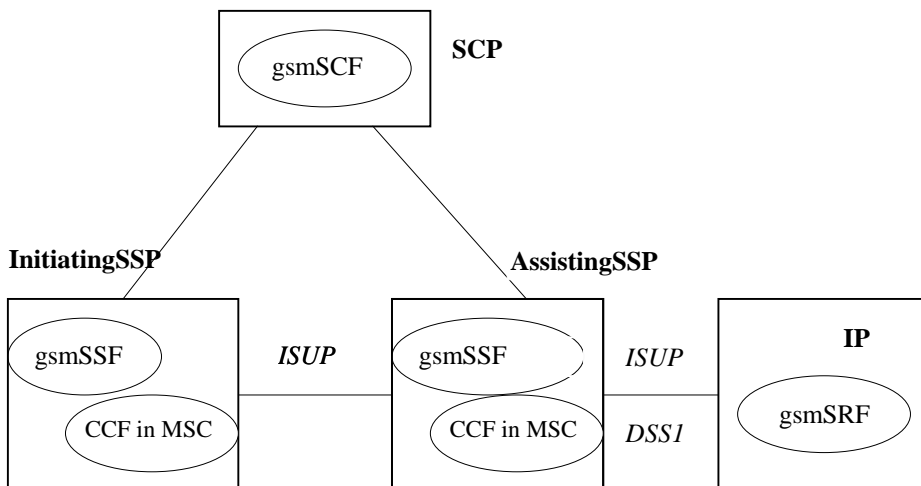 gsmSCF
SCP
InitiatingSSP
AssistingSSP
gsmSSF
CCF in MSC
ISUP
gsmSSF
CCF in MSC
ISUP
DSS1
IP
gsmSRF